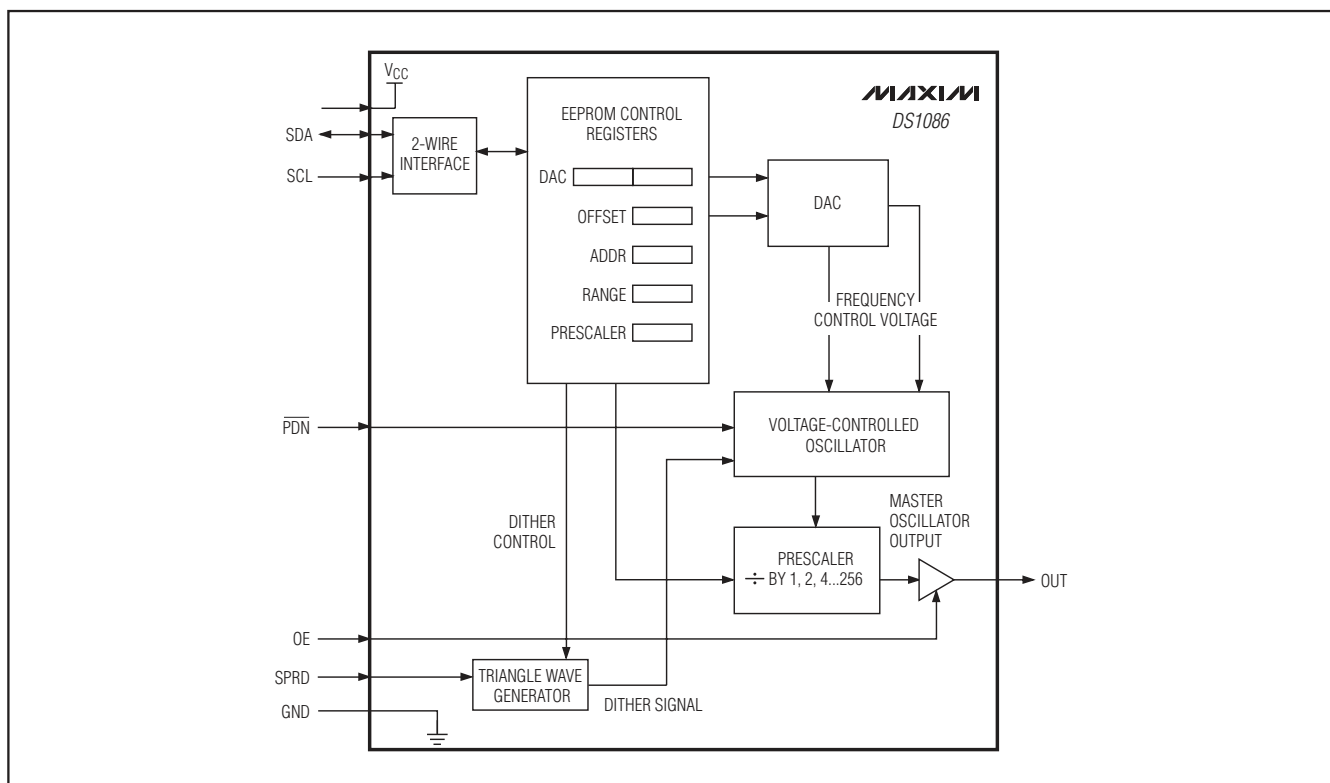 VCC
MAXIM
DS1086
SDA
SCL
2-WIRE
INTERFACE
EEPROM CONTROL
REGISTERS
DAC
OFFSET
ADDR
RANGE
PRESCALER
DAC
FREQUENCY
CONTROL VOLTAGE
PDN
VOLTAGE-CONTROLLED
OSCILLATOR
DITHER
CONTROL
MASTER
OSCILLATOR
OUTPUT
PRESCALER
÷ BY 1, 2, 4...256
OUT
OE
SPRD
GND
TRIANGLE WAVE
GENERATOR
DITHER SIGNAL